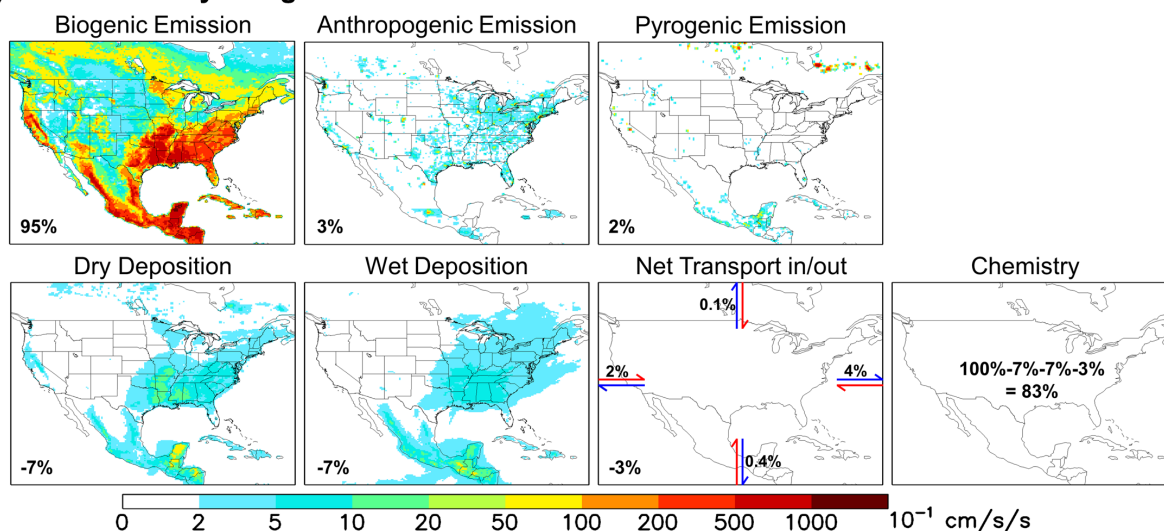 Biogenic Emission
Anthropogenic Emission
Pyrogenic Emission
95%
3%
2%
Dry Deposition
Wet Deposition
Net Transport in/out
Chemistry
0.1%
2%
4%
100%-7%-7%-3%
= 83%
0.4%
-7%
-7%
-3%
0 2 5 10 20 50 100 200 500 1000 10⁻¹ cm/s/s